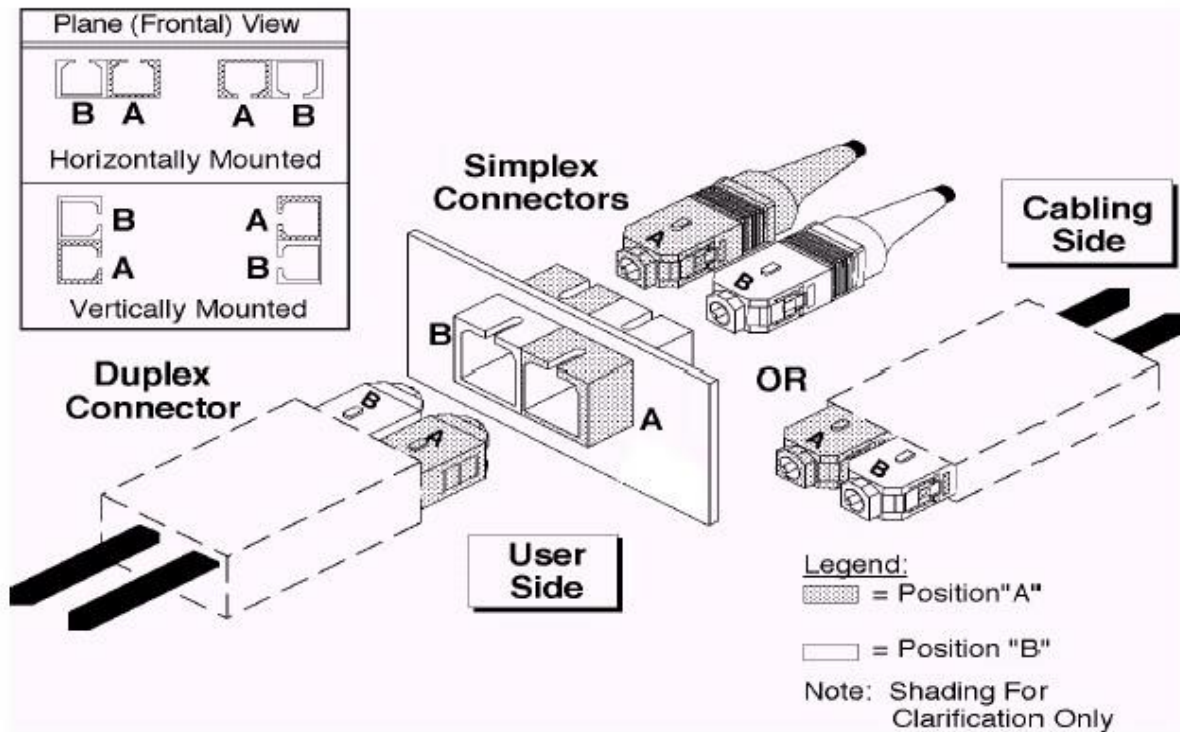 Plane (Frontal) View
B A
A B
Horizontally Mounted
B
A
A
B
Vertically Mounted
Simplex
Connectors
A
B
Cabling
Side
B
A
Duplex
Connector
B
A
OR
A
B
User
Side
Legend:
= Position"A"
= Position "B"
Note: Shading For
Clarification Only